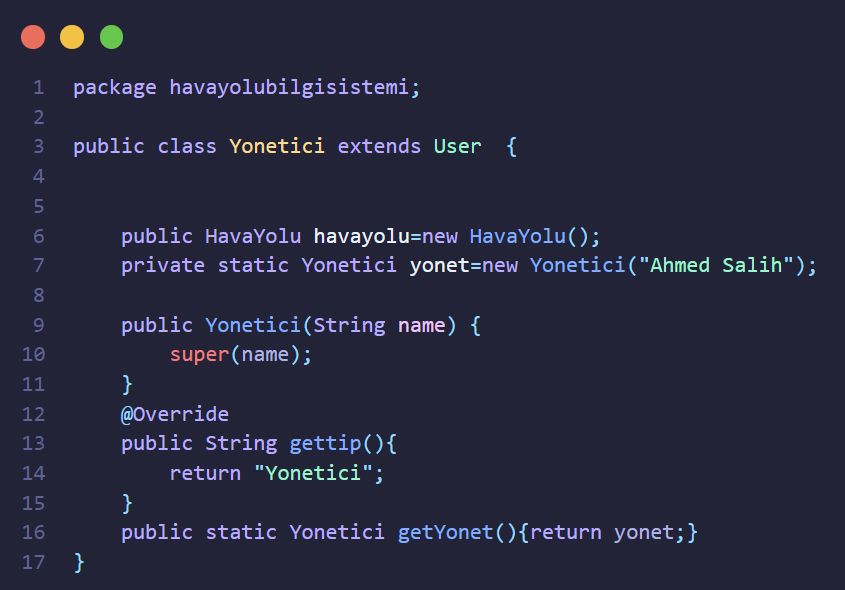 1 package havayolubilgisistemi;
2
3 public class Yonetici extends User  {
4
5
6     public HavaYolu havayolu=new HavaYolu();
7     private static Yonetici yonet=new Yonetici("Ahmed Salih");
8
9     public Yonetici(String name) {
10         super(name);
11     }
12     @Override
13     public String gettip(){
14         return "Yonetici";
15     }
16     public static Yonetici getYonet(){return yonet;}
17 }